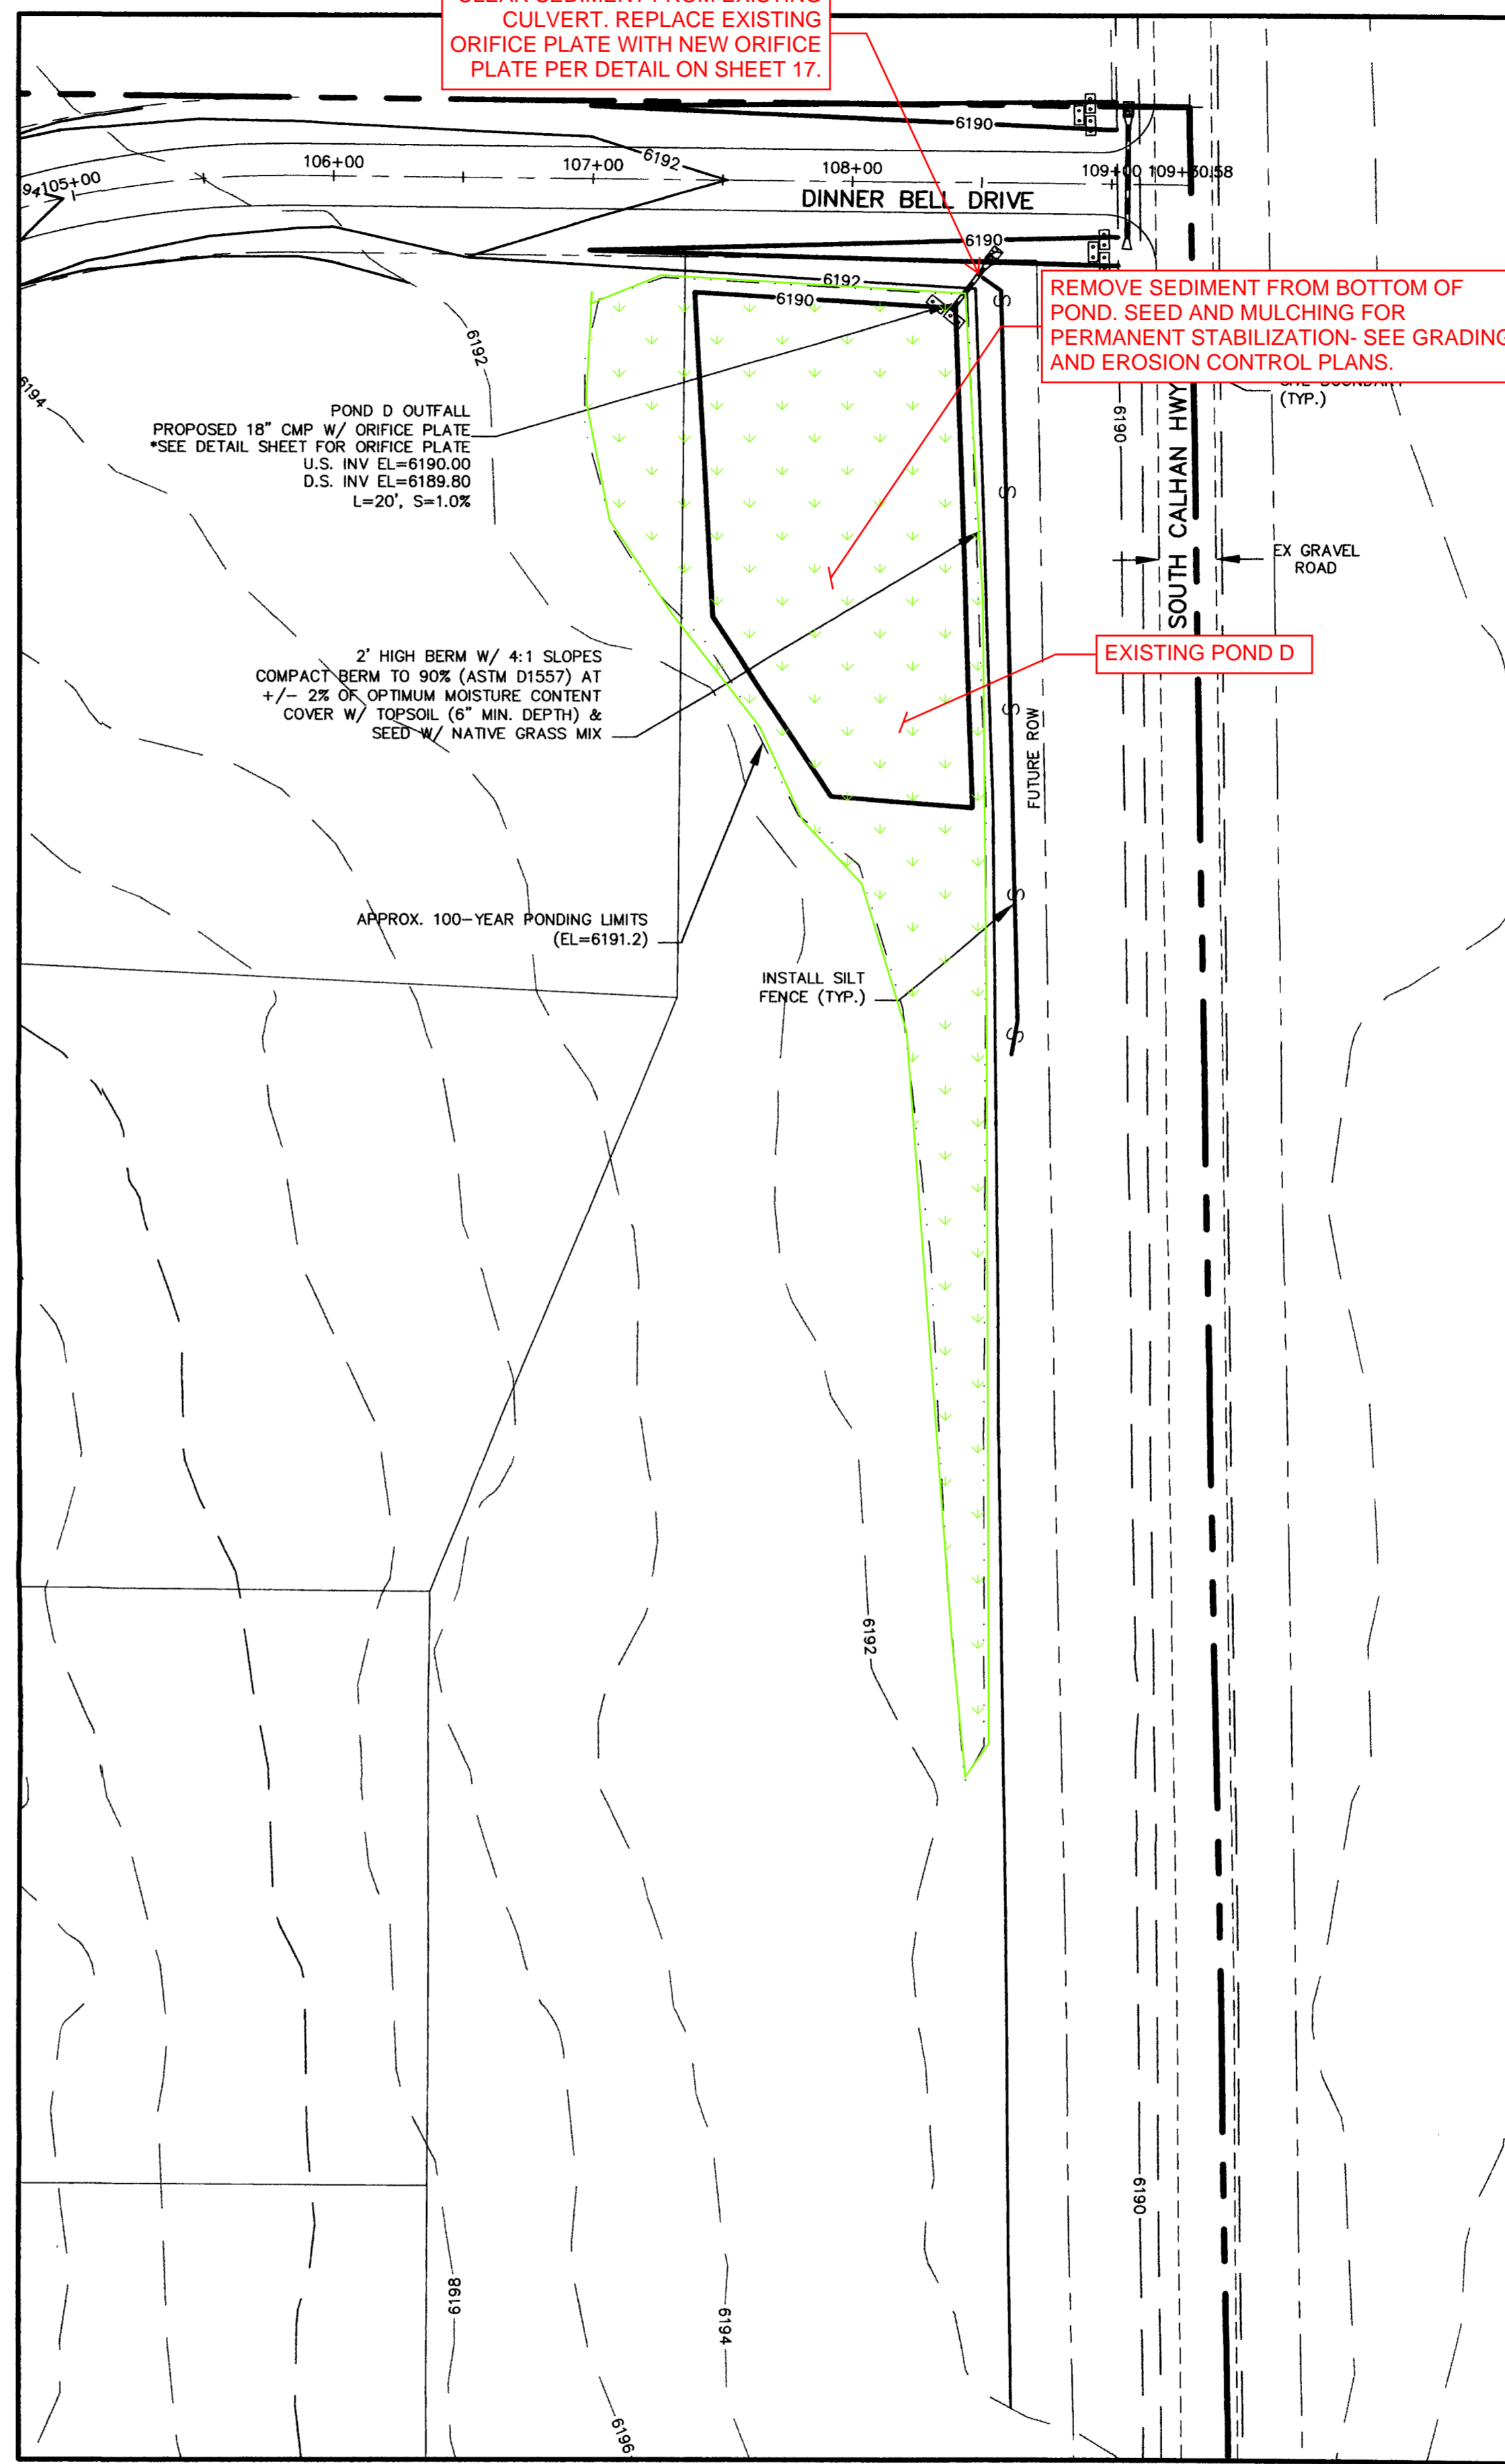 CLEAR SEDIMENT FROM EXISTING
CULVERT. REPLACE EXISTING
ORIFICE PLATE WITH NEW ORIFICE
PLATE PER DETAIL ON SHEET 17.
6190
106+00
107+00
6192
108+00
109+00
109+30.58
94
105+00
DINNER BELL DRIVE
6190
6192
6190
S
REMOVE SEDIMENT FROM BOTTOM OF
POND. SEED AND MULCHING FOR
PERMANENT STABILIZATION- SEE GRADING
AND EROSION CONTROL PLANS.
(TYP.)
6192
6194
6190
SOUTH CALHAN HWY
POND D OUTFALL
PROPOSED 18" CMP W/ ORIFICE PLATE
*SEE DETAIL SHEET FOR ORIFICE PLATE
U.S. INV EL=6190.00
D.S. INV EL=6189.80
L=20', S=1.0%
S
EX GRAVEL
ROAD
EXISTING POND D
2' HIGH BERM W/ 4:1 SLOPES
COMPACT BERM TO 90% (ASTM D1557) AT
+/- 2% OF OPTIMUM MOISTURE CONTENT
COVER W/ TOPSOIL (6" MIN. DEPTH) &
SEED W/ NATIVE GRASS MIX
S
FUTURE ROW
APPROX. 100-YEAR PONDING LIMITS
(EL=6191.2)
S
INSTALL SILT
FENCE (TYP.)
S
6192
6190
6198
6194
6196